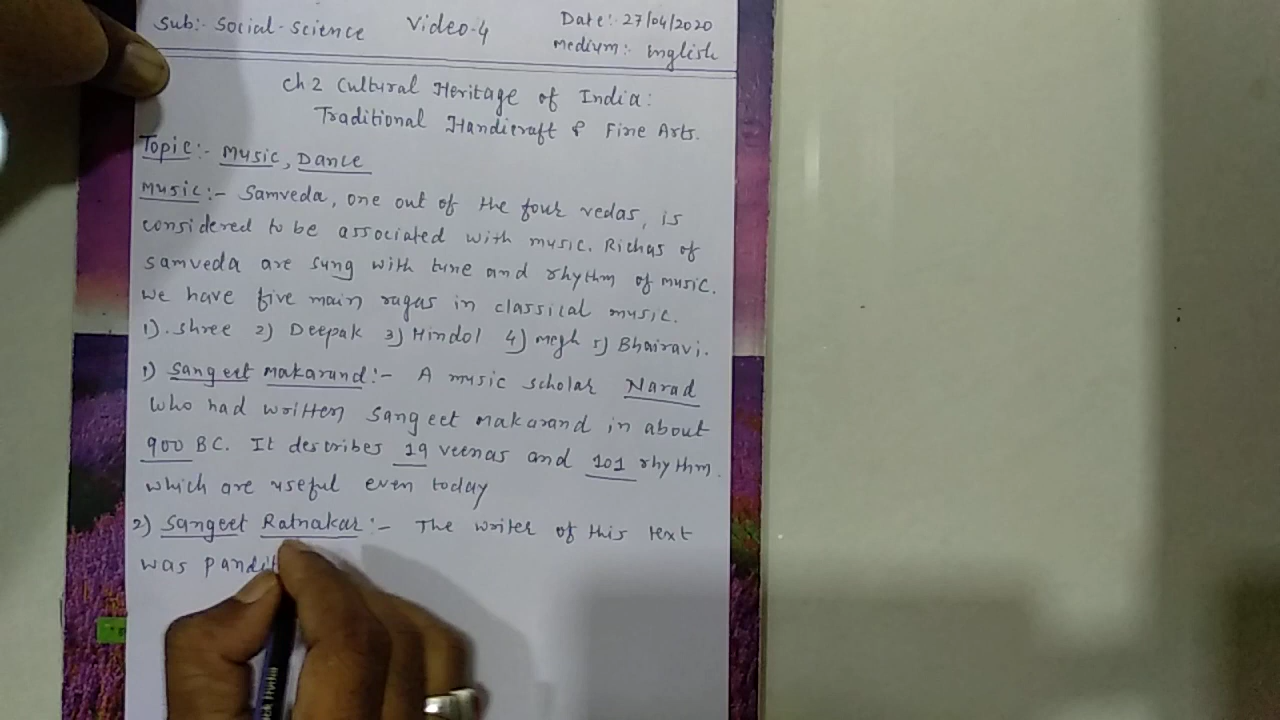 Sub:- Social-Science Video-4 Date:- 27/04/2020
Medium:- English
Ch 2 Cultural Heritage of India:
Traditional Handicraft & Fine Arts.
Topic:- Music, Dance
Music:- Samveda, one out of the four vedas, is
considered to be associated with music. Richas of
samveda are sung with tune and rhythm of music.
We have five main ragas in classical music.
1). Shree 2) Deepak 3) Hindol 4) megh 5) Bhairavi.
1) Sangeet makarand:- A music scholar Narad
who had written Sangeet makarand in about
900 BC. It describes 19 veenas and 101 rhythm.
which are useful even today
2) Sangeet Ratnakar:- The writer of this text
was pandit